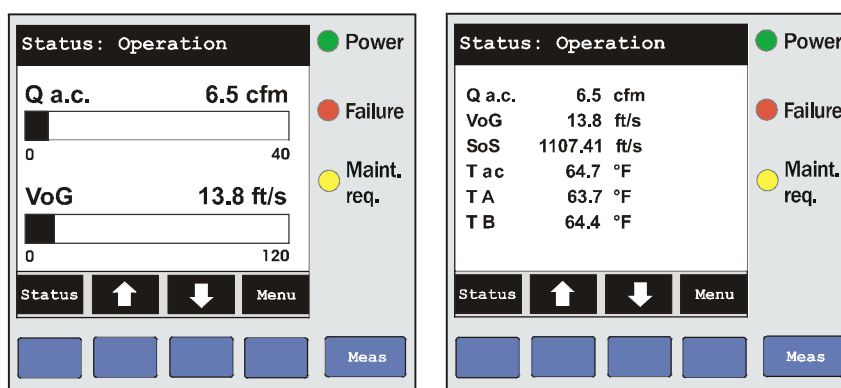 Status: Operation
Power
Q a.c. 6.5 cfm
Failure
0 40
Maint.
req.
VoG 13.8 ft/s
0 120
Status Menu
Meas
Status: Operation
Power
Q a.c. 6.5 cfm
VoG 13.8 ft/s
Failure
SoS 1107.41 ft/s
T ac 64.7 °F
Maint.
req.
T A 63.7 °F
T B 64.4 °F
Status Menu
Meas